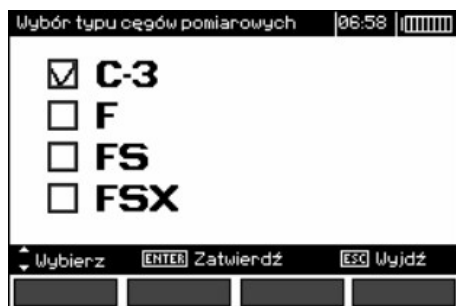 Wybór typu cęgów pomiarowych 06:58
C-3
F
FS
FSX
Wybierz ENTER Zatwierdź ESC Wyjdź